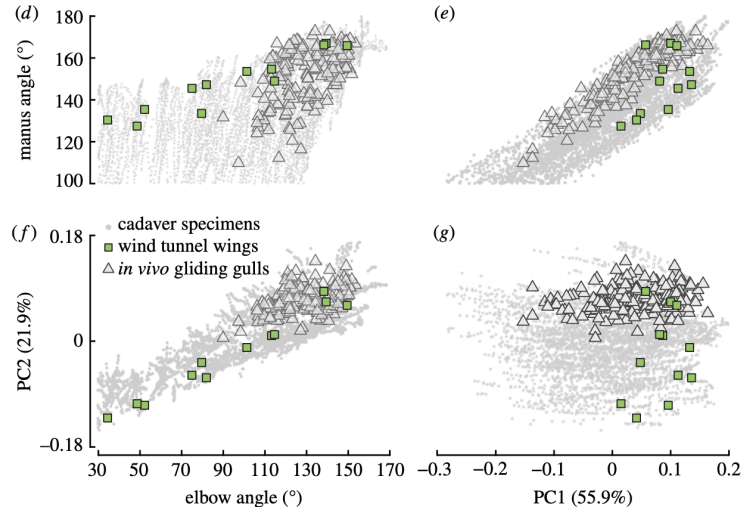 (d)
(e)
180
160
140
120
100
manus angle (°)
(f)
cadaver specimens
(g)
0.18
wind tunnel wings
in vivo gliding gulls
0
−0.18
PC2 (21.9%)
30 50 70 90 110 130 150 170
−0.3 −0.2 −0.1 0 0.1 0.2
elbow angle (°)
PC1 (55.9%)